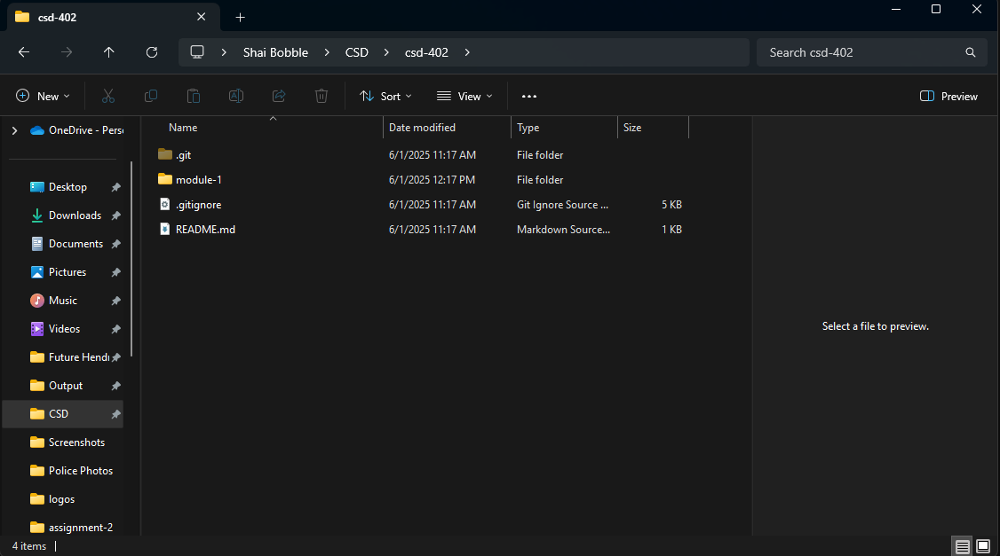 csd-402
Shai Bobble CSD csd-402 Search csd-402
New Sort View Preview
OneDrive - Pers
Desktop
Downloads
Documents
Pictures
Music
Videos
Future Hend
Output
CSD
Screenshots
Police Photos
logos
assignment-2
Name Date modified Type Size
.git 6/1/2025 11:17 AM File folder
module-1 6/1/2025 12:17 PM File folder
.gitignore 6/1/2025 11:17 AM Git Ignore Source ... 5 KB
README.md 6/1/2025 11:17 AM Markdown Source... 1 KB
Select a file to preview.
4 items